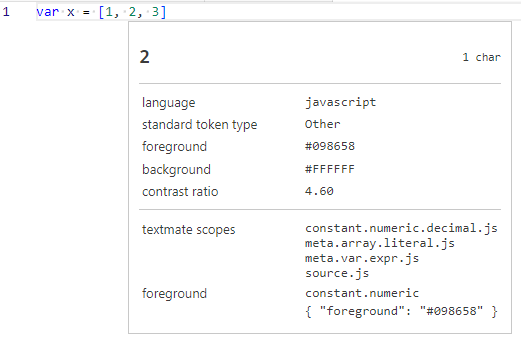 1 var x = [1, 2, 3]
2 1 char
language javascript
standard token type Other
foreground #098658
background #FFFFFF
contrast ratio 4.60
textmate scopes constant.numeric.decimal.js
meta.array.literal.js
meta.var.expr.js
source.js
foreground constant.numeric
{ "foreground": "#098658" }